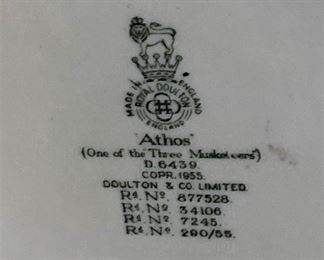 MADE IN ENGLAND
ROYAL DOULTON
ENGLAND
Athos
(One of the "Three Musketeers")
D.6439.
COPR.1955.
DOULTON & CO. LIMITED.
Rd. No. 877528.
Rd. No. 34106.
Rd. No. 7245.
Rd. No. 290/55.